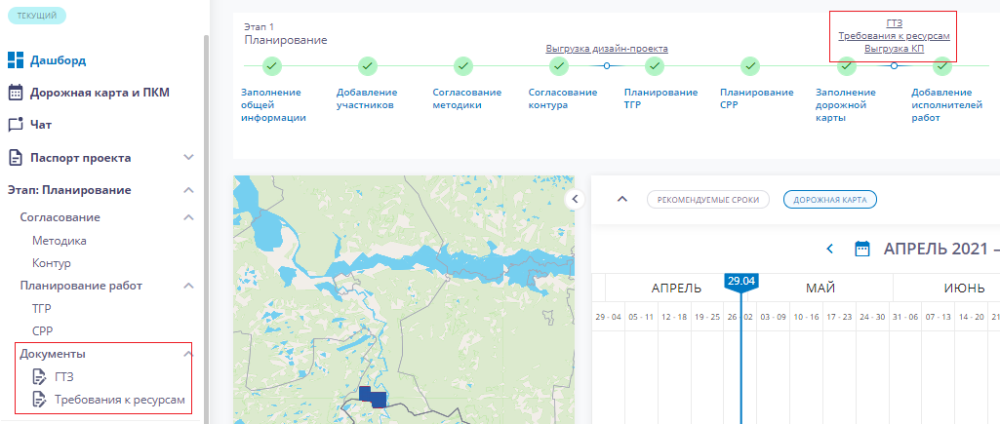 ТЕКУЩИЙ
Дашборд
Дорожная карта и ПКМ
Чат
Паспорт проекта
Этап: Планирование
Согласование
Методика
Контур
Планирование работ
ТГР
СРР
Документы
ГТЗ
Требования к ресурсам
Этап 1
Планирование
Выгрузка дизайн-проекта
ГТЗ
Требования к ресурсам
Выгрузка КП
Заполнение
общей
информации
Добавление
участников
Согласование
методики
Согласование
контура
Планирование
ТГР
Планирование
СРР
Заполнение
дорожной
карты
Добавление
исполнителей
работ
РЕКОМЕНДУЕМЫЕ СРОКИ
ДОРОЖНАЯ КАРТА
АПРЕЛЬ 2021 –
АПРЕЛЬ
29.04
МАЙ
ИЮНЬ
29 - 04
05 - 11
12 - 18
19 - 25
26 - 02
03 - 09
10 - 16
17 - 23
24 - 30
31 - 06
07 - 13
14 - 20
21